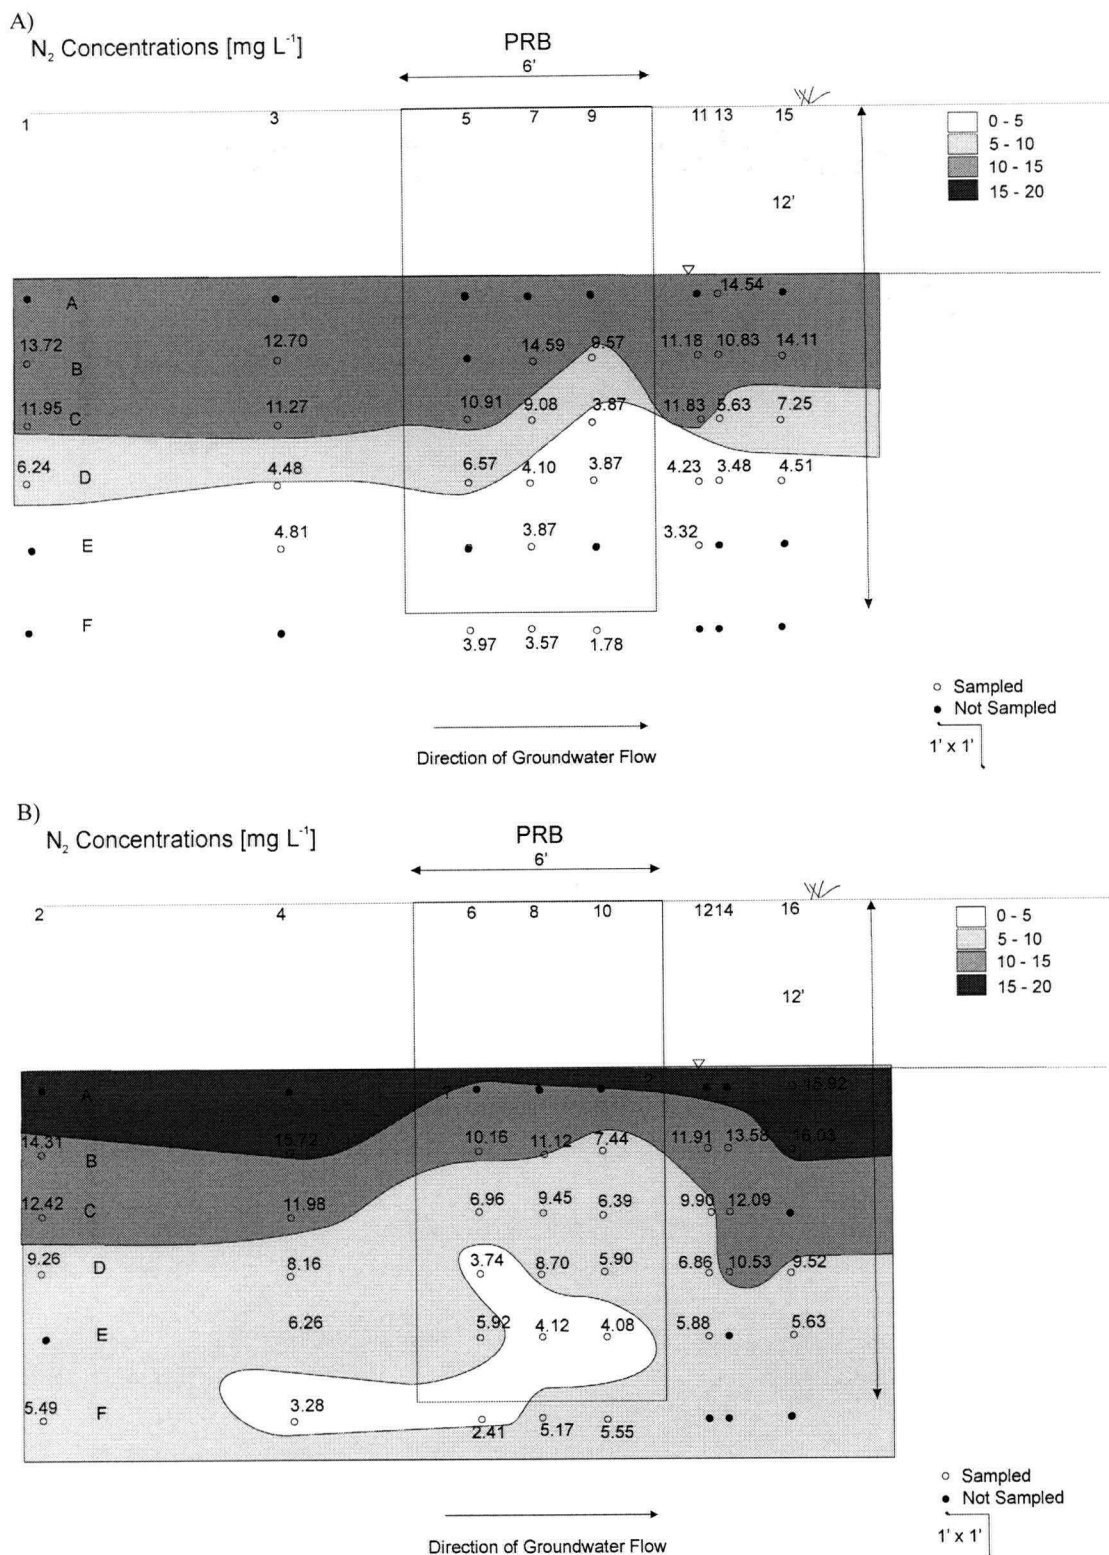 A)
N₂ Concentrations [mg L⁻¹]
PRB
6'
1 3 5 7 9 11 13 15
0 - 5
5 - 10
10 - 15
15 - 20
12'
A 14.54
13.72 12.70 14.59 9.57 11.18 10.83 14.11
B
11.95 C 11.27 10.91 9.08 3.87 11.83 5.63 7.25
6.24 D 4.48 6.57 4.10 3.87 4.23 3.48 4.51
E 4.81 3.87 3.32
F
3.97 3.57 1.78
Sampled
Not Sampled
1' x 1'
Direction of Groundwater Flow
B)
N₂ Concentrations [mg L⁻¹]
PRB
6'
2 4 6 8 10 12 14 16
0 - 5
5 - 10
10 - 15
15 - 20
12'
A 15.92
14.31 15.72 10.16 11.12 7.44 11.91 13.58 16.03
B
12.42 C 11.98 6.96 9.45 6.39 9.90 12.09
9.26 D 8.16 3.74 8.70 5.90 6.86 10.53 9.52
E 6.26 5.92 4.12 4.08 5.88 5.63
5.49 F 3.28 2.41 5.17 5.55
Sampled
Not Sampled
1' x 1'
Direction of Groundwater Flow